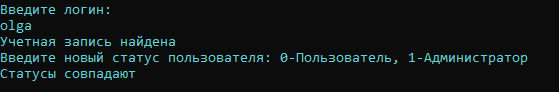 Введите логин:
olga
Учетная запись найдена
Введите новый статус пользователя: 0-Пользователь, 1-Администратор
Статусы совпадают